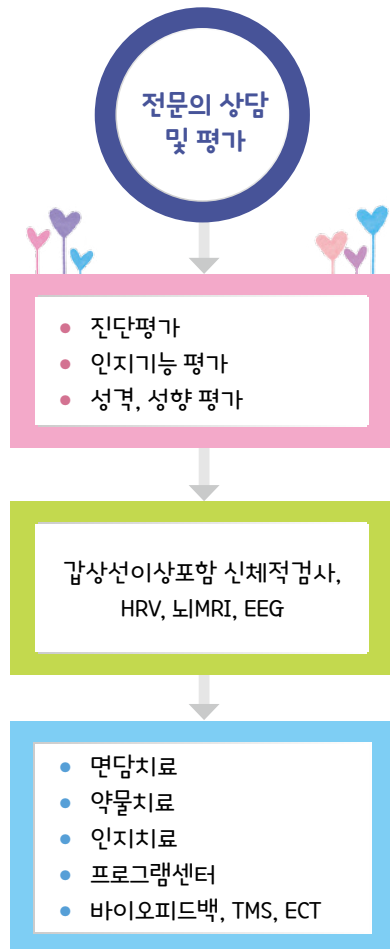 전문의 상담
및 평가
• 진단평가
• 인지기능 평가
• 성격, 성향 평가
갑상선이상포함 신체적검사,
HRV, 뇌MRI, EEG
• 면담치료
• 약물치료
• 인지치료
• 프로그램센터
• 바이오피드백, TMS, ECT